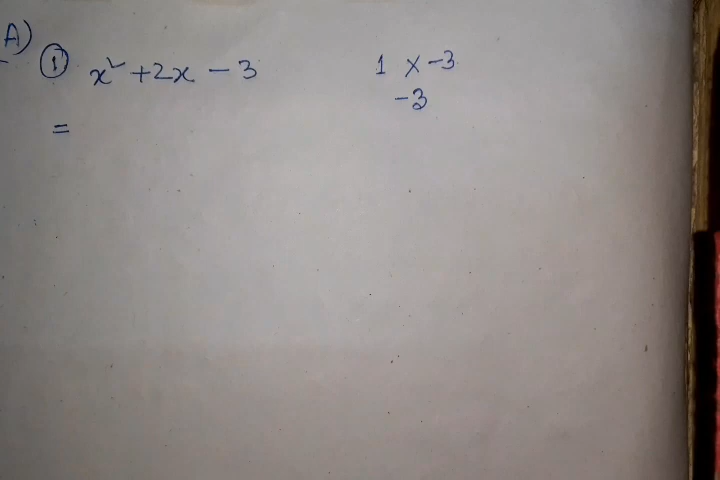 A)
① x² + 2x - 3
1 x -3
-3
=